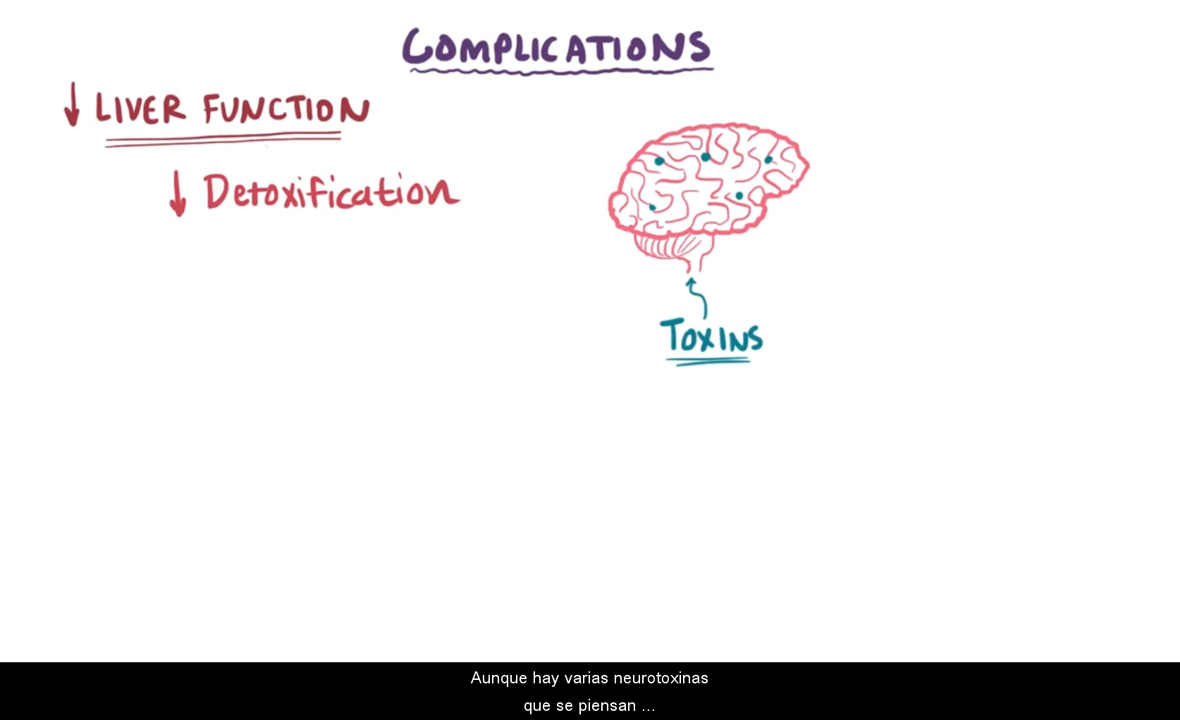 COMPLICATIONS
↓ LIVER FUNCTION
↓ Detoxification
TOXINS
Aunque hay varias neurotoxinas
que se piensan ...